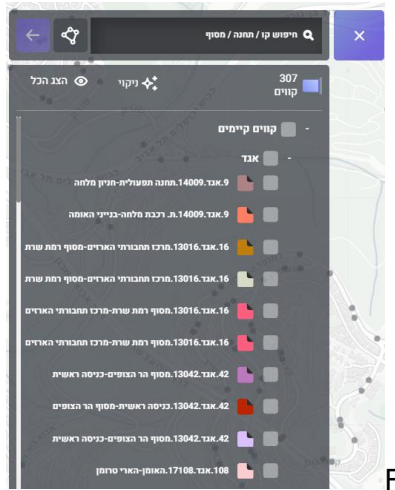 חיפוש קו / תחנה / מסוף
307
קווים
ניקוי
הצג הכל
- קווים קיימים
- אגד
9.אגד.14009.תחנה תפעולית-חניון מלחה
9.אגד.14009.ת. רכבת מלחה-בנייני האומה
16.אגד.13016.מרכז תחבורתי הארזים-מסוף רמת שרת
16.אגד.13016.מרכז תחבורתי הארזים-מסוף רמת שרת
16.אגד.13016.מסוף רמת שרת-מרכז תחבורתי הארזים
16.אגד.13016.מסוף רמת שרת-מרכז תחבורתי הארזים
42.אגד.13042.מסוף הר הצופים-כניסה ראשית
42.אגד.13042.כניסה ראשית-מסוף הר הצופים
42.אגד.13042.מסוף הר הצופים-כניסה ראשית
108.אגד.17108.האומן-הארי טרומן
F